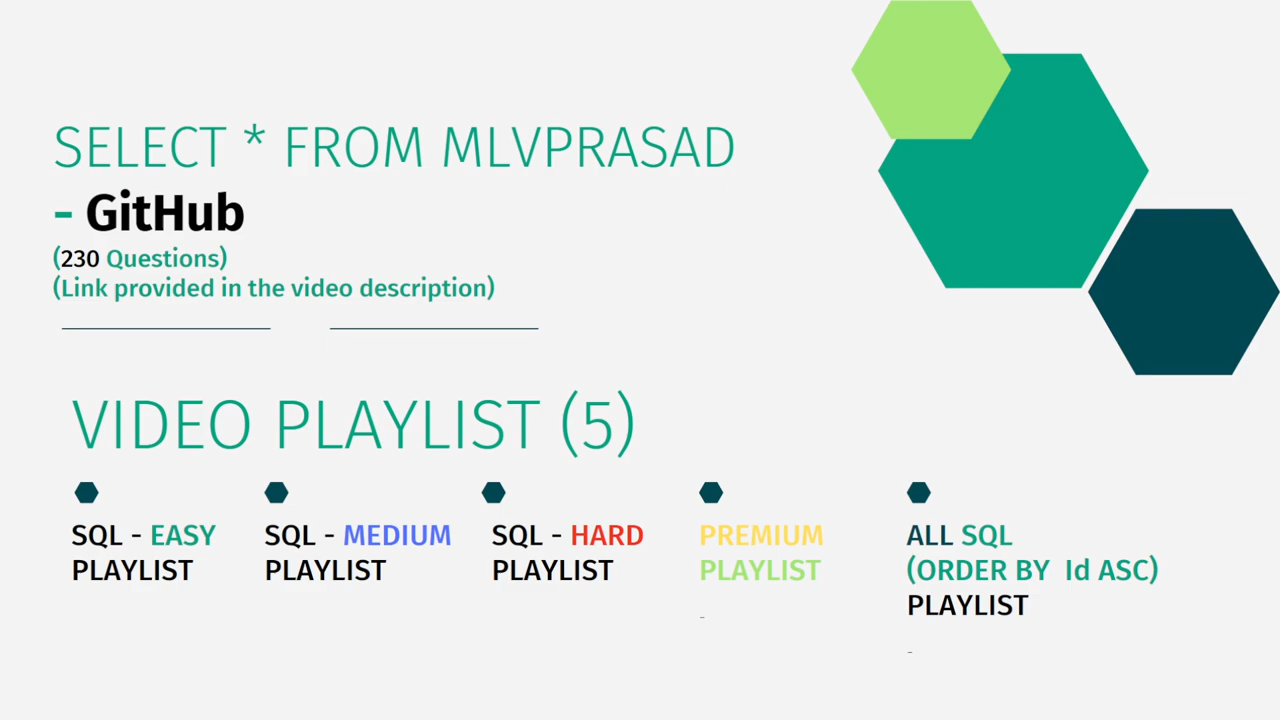 SELECT * FROM MLVPRASAD
- GitHub
(230 Questions)
(Link provided in the video description)
VIDEO PLAYLIST (5)
SQL - EASY
PLAYLIST
SQL - MEDIUM
PLAYLIST
SQL - HARD
PLAYLIST
PREMIUM
PLAYLIST
-
ALL SQL
(ORDER BY Id ASC)
PLAYLIST
-